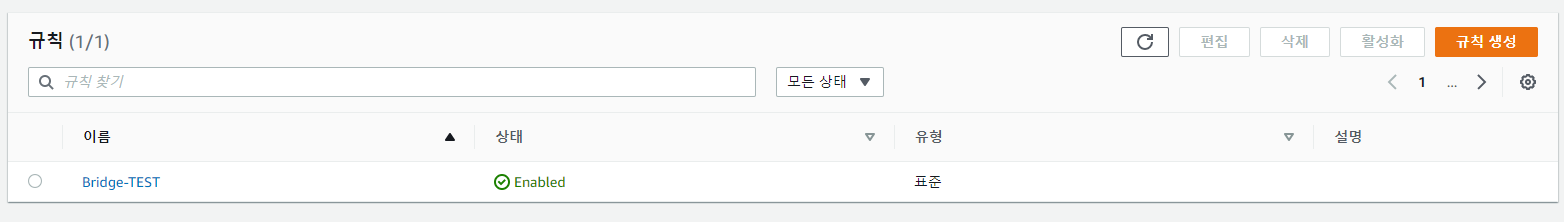 규칙 (1/1)
편집 삭제 활성화 규칙 생성
규칙 찾기 모든 상태 1 ...
이름 상태 유형 설명
Bridge-TEST Enabled 표준